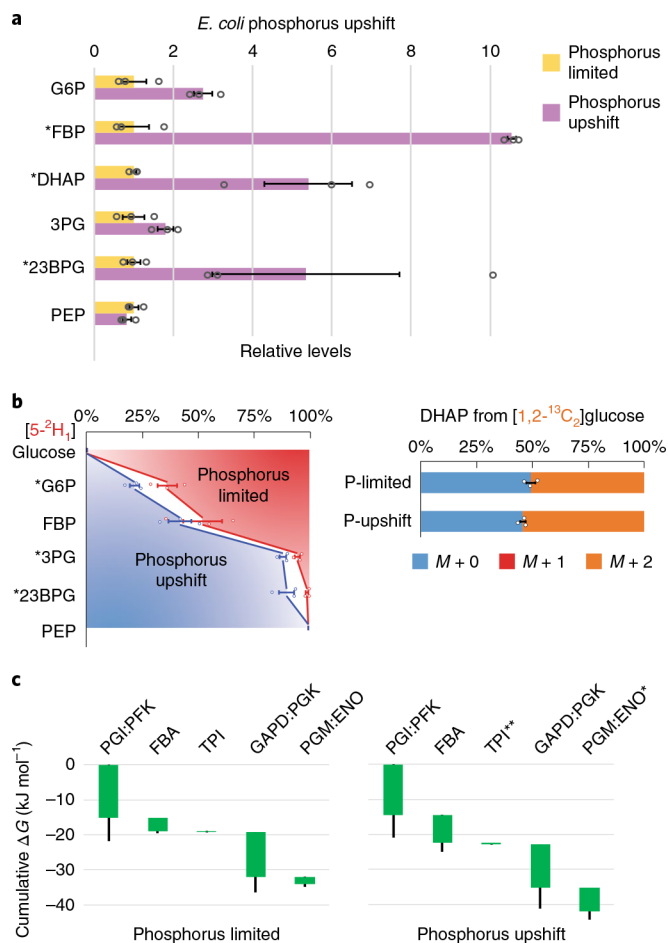 a
E. coli phosphorus upshift
0 2 4 6 8 10
Phosphorus
limited
Phosphorus
upshift
G6P
*FBP
*DHAP
3PG
*23BPG
PEP
Relative levels
b
[5-²H₁]
0% 25% 50% 75% 100%
Glucose
*G6P
FBP
*3PG
*23BPG
PEP
Phosphorus
limited
Phosphorus
upshift
DHAP from [1,2-¹³C₂]glucose
0% 25% 50% 75% 100%
P-limited
P-upshift
M + 0 M + 1 M + 2
c
PGI:PFK FBA TPI GAPD:PGK PGM:ENO
PGI:PFK FBA TPI** GAPD:PGK PGM:ENO*
Cumulative ΔG (kJ mol⁻¹)
0
−10
−20
−30
−40
Phosphorus limited
Phosphorus upshift